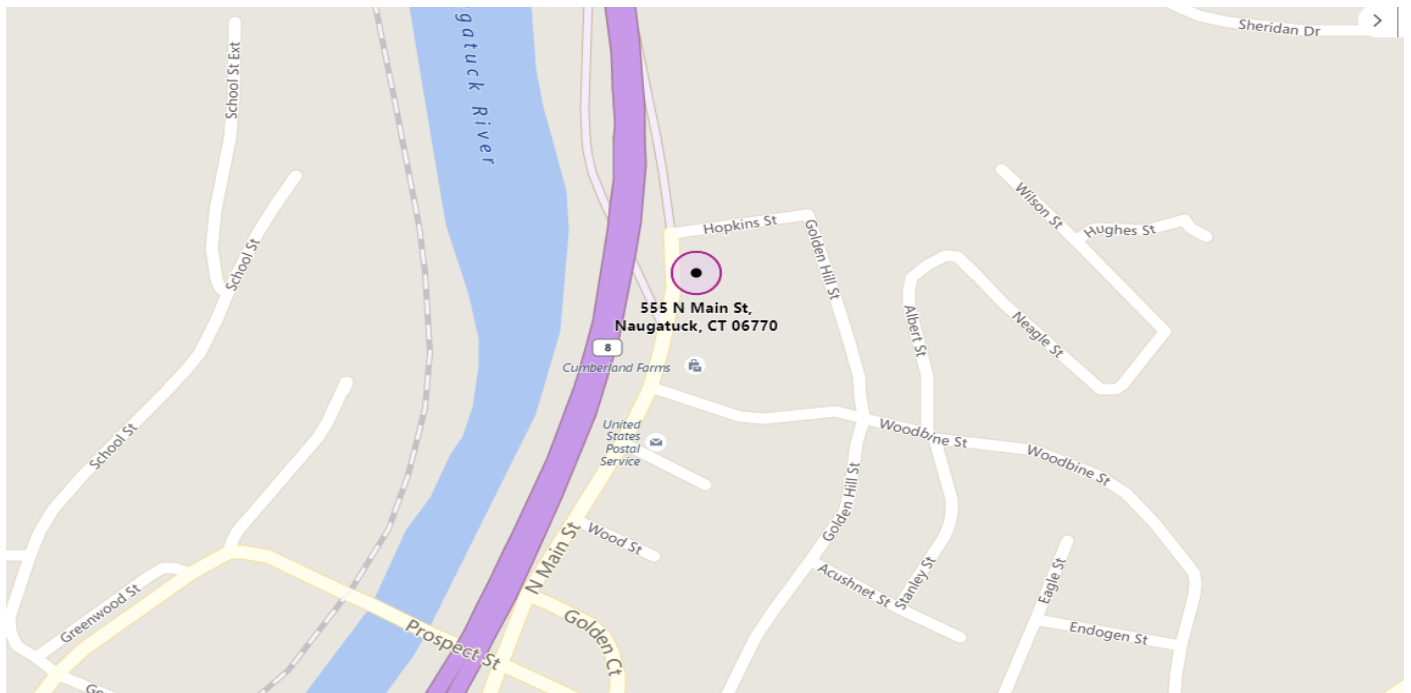 Sheridan Dr
gatuck River
School St Ext
School St
Hopkins St
Golden Hill St
Wilson St
Hughes St
555 N Main St,
Naugatuck, CT 06770
8
Cumberland Farms
Albert St
Neagle St
United
States
Postal
Service
School St
Woodbine St
Woodbine St
Golden Hill St
Wood St
N Main St
Acushnet St
Stanley St
Eagle St
Greenwood St
Prospect St
Golden Ct
Endogen St